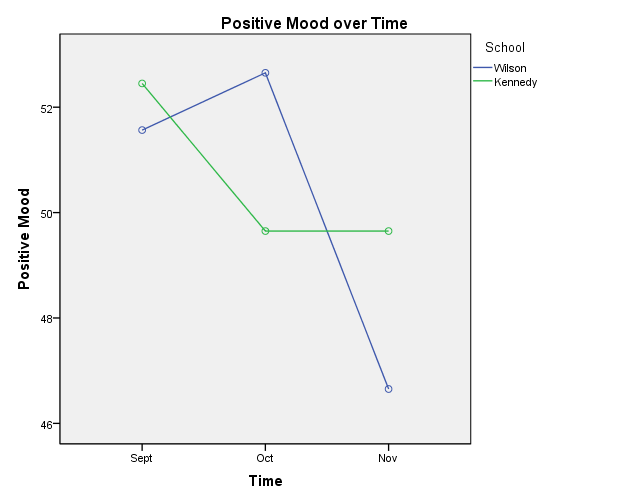 Positive Mood over Time
School
Wilson
Kennedy
Positive Mood
52
50
48
46
Sept Oct Nov
Time